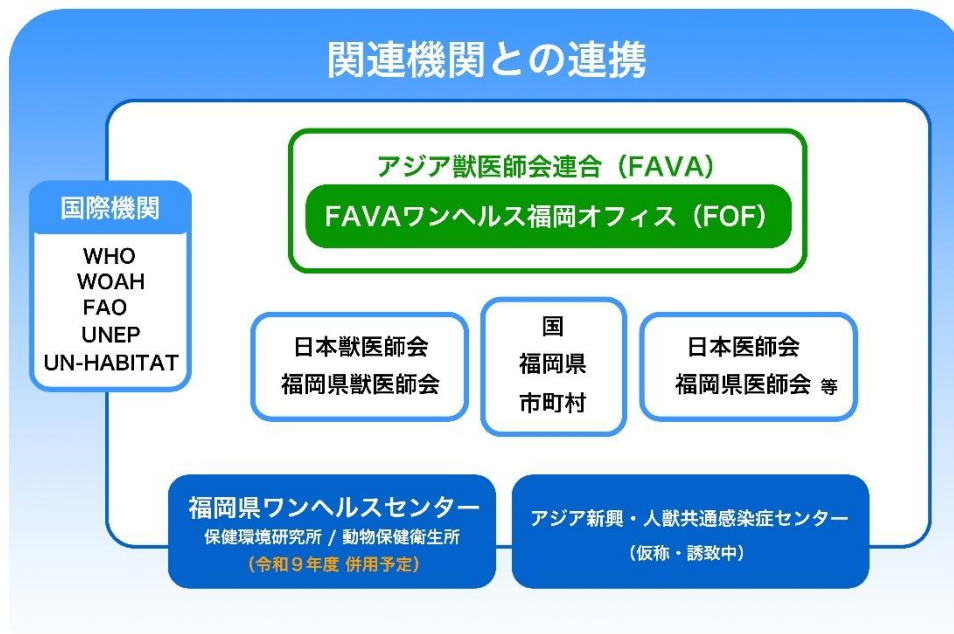 関連機関との連携
アジア獣医師会連合（FAVA）
FAVAワンヘルス福岡オフィス（FOF）
国際機関
WHO
WOAH
FAO
UNEP
UN-HABITAT
日本獣医師会
福岡県獣医師会
国
福岡県
市町村
日本医師会
福岡県医師会 等
福岡県ワンヘルスセンター
保健環境研究所 / 動物保健衛生所
（令和９年度 併用予定）
アジア新興・人獣共通感染症センター
（仮称・誘致中）